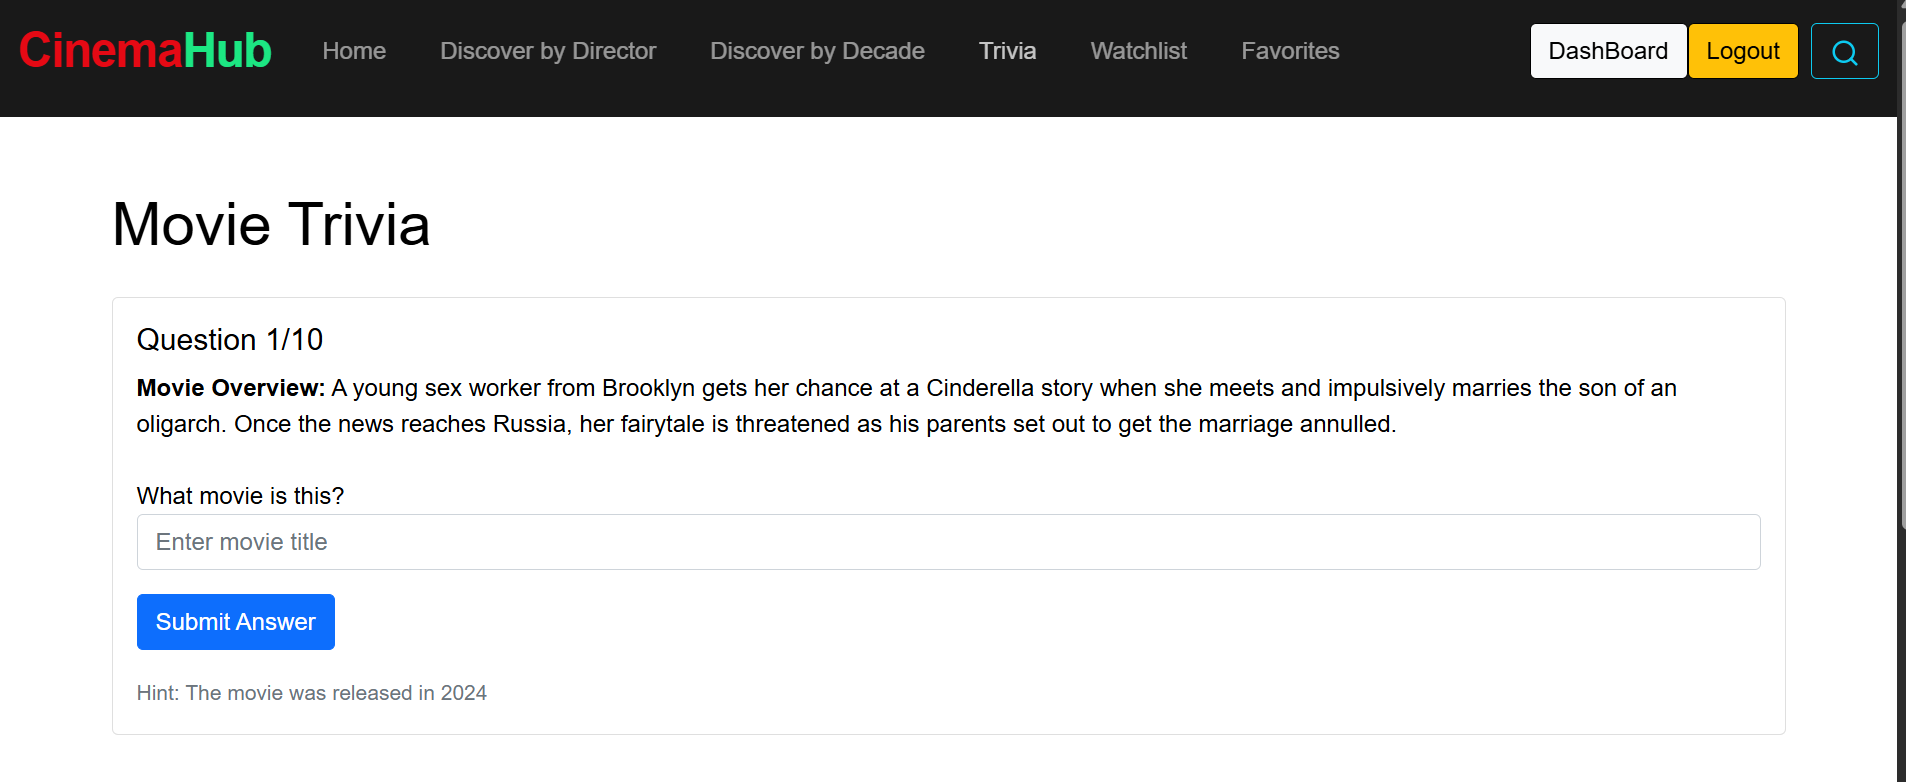 CinemaHub Home Discover by Director Discover by Decade Trivia Watchlist Favorites DashBoard Logout
Movie Trivia
Question 1/10
Movie Overview: A young sex worker from Brooklyn gets her chance at a Cinderella story when she meets and impulsively marries the son of an
oligarch. Once the news reaches Russia, her fairytale is threatened as his parents set out to get the marriage annulled.
What movie is this?
Enter movie title
Submit Answer
Hint: The movie was released in 2024